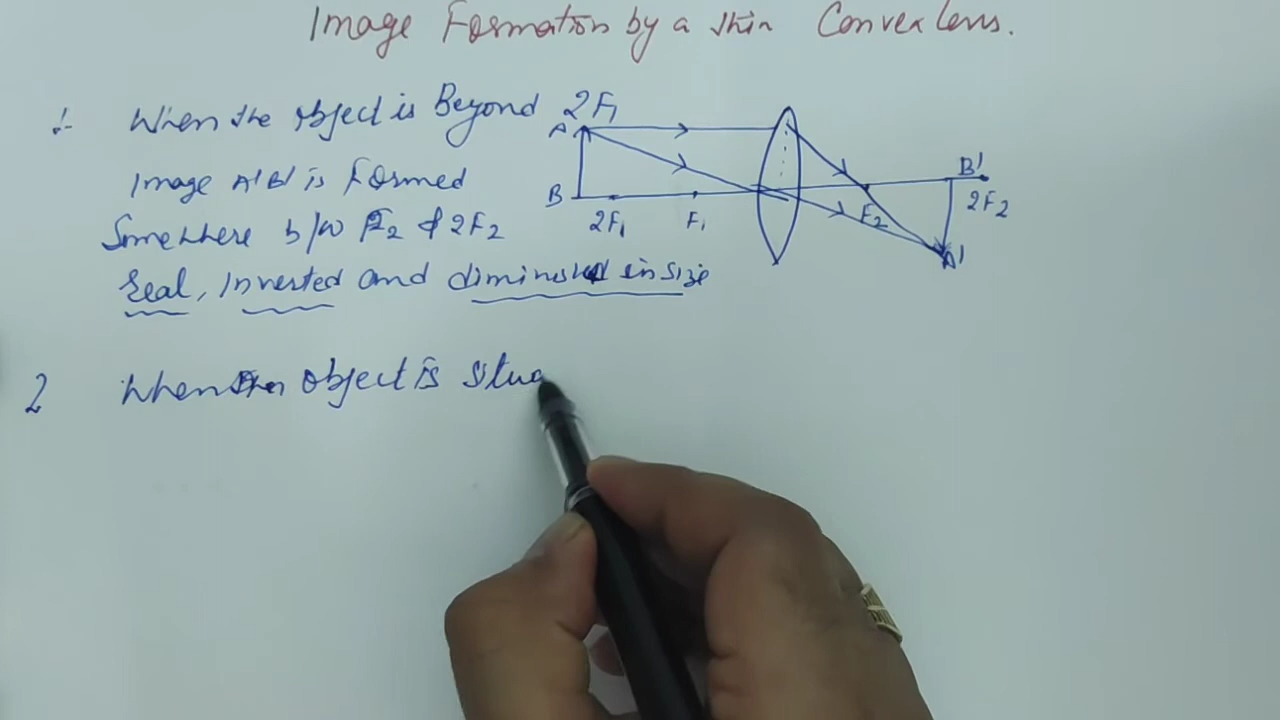 Image Formation by a thin Convex Lens.
1- When the object is Beyond 2F1
Image A'B' is Formed
Somewhere b/w F2 & 2F2
Real, Inverted and diminished in size
A
B
2F1 F1
F2
B'
2F2
A'
2 When object is situa